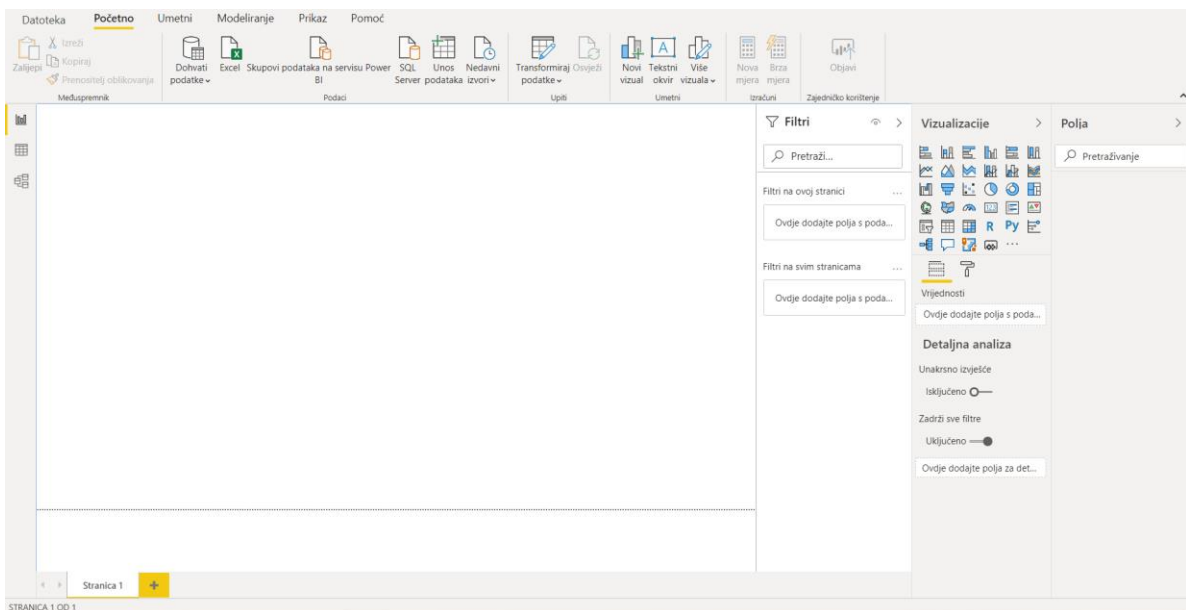 Datoteka Početno Umetni Modeliranje Prikaz Pomoć
Zalijepi
Izreži
Kopiraj
Prenositelj oblikovanja
Međuspremnik
Dohvati podatke
Excel
Skupovi podataka na servisu Power BI
SQL Server
Unos podataka
Nedavni izvori
Podaci
Transformiraj podatke
Osvježi
Upiti
Novi vizual
A
Tekstni okvir
Više vizuala
Umetni
Nova mjera
Brza mjera
Izračuni
Objavi
Zajedničko korištenje
Filtri
Pretraži...
Filtri na ovoj stranici ...
Ovdje dodajte polja s poda...
Filtri na svim stranicama ...
Ovdje dodajte polja s poda...
Vizualizacije
123
R Py
...
Vrijednosti
Ovdje dodajte polja s poda...
Detaljna analiza
Unakrsno izvješće
Isključeno
Zadrži sve filtre
Uključeno
Ovdje dodajte polja za det...
Polja
Pretraživanje
Stranica 1 +
STRANICA 1 OD 1